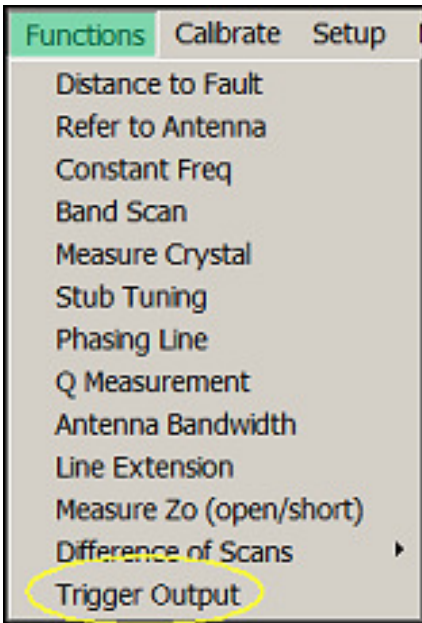 Functions Calibrate Setup
Distance to Fault
Refer to Antenna
Constant Freq
Band Scan
Measure Crystal
Stub Tuning
Phasing Line
Q Measurement
Antenna Bandwidth
Line Extension
Measure Zo (open/short)
Difference of Scans
Trigger Output